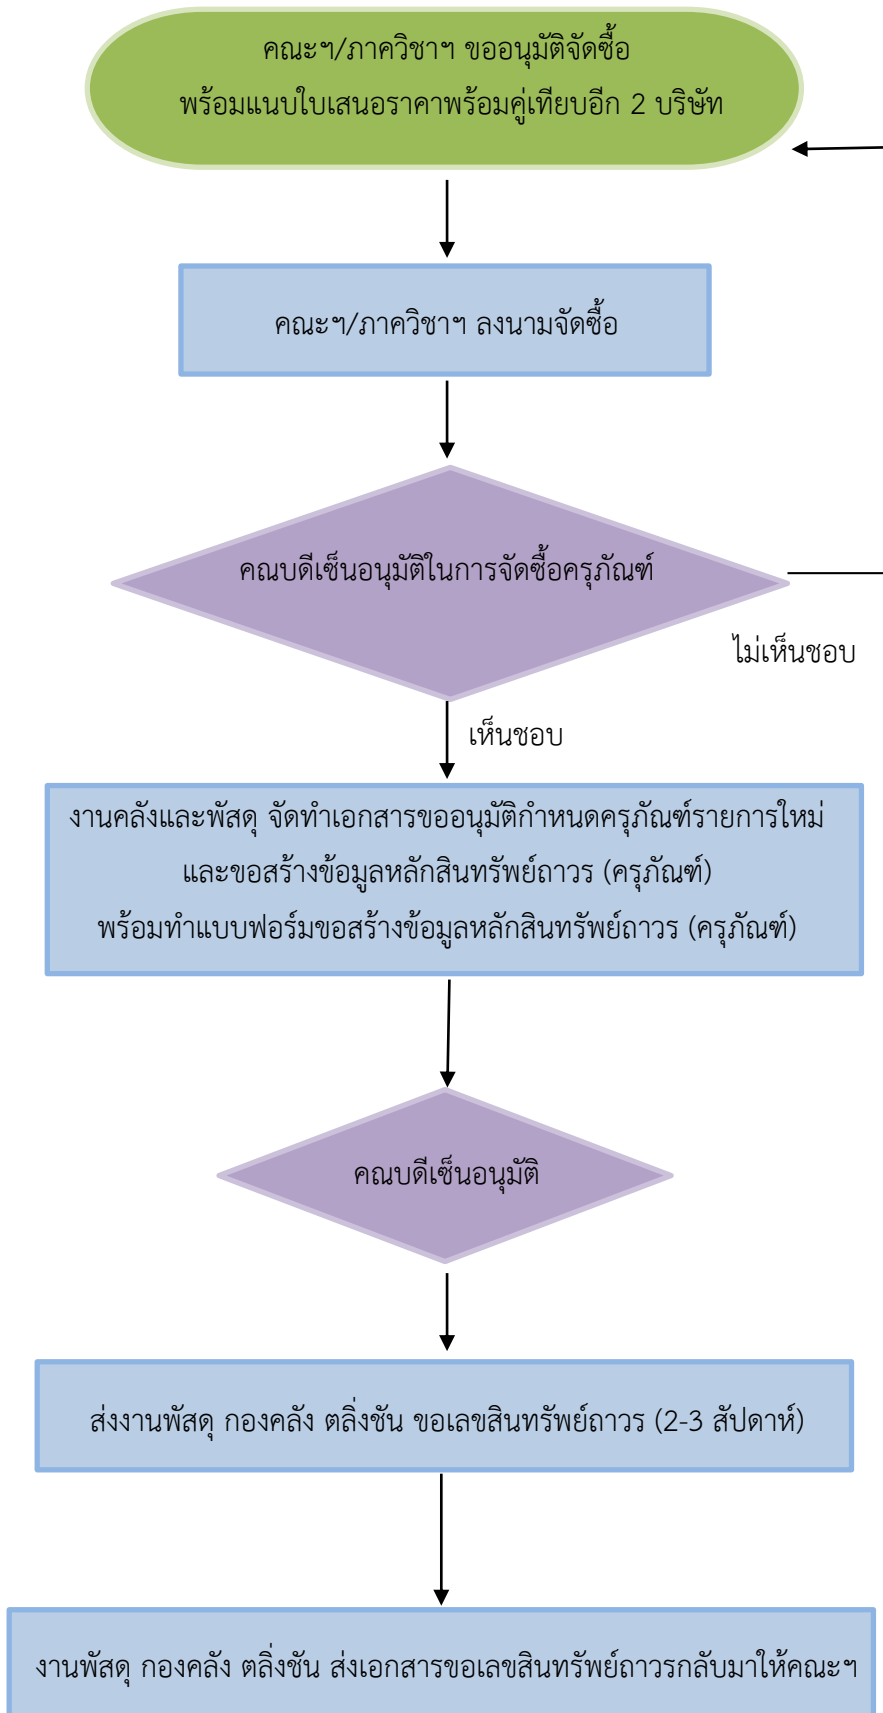 คณะฯ/ภาควิชาฯ ขออนุมัติจัดซื้อ
พร้อมแนบใบเสนอราคาพร้อมคู่เทียบอีก 2 บริษัท
คณะฯ/ภาควิชาฯ ลงนามจัดซื้อ
คณบดีเซ็นอนุมัติในการจัดซื้อครุภัณฑ์
ไม่เห็นชอบ
เห็นชอบ
งานคลังและพัสดุ จัดทำเอกสารขออนุมัติกำหนดครุภัณฑ์รายการใหม่
และขอสร้างข้อมูลหลักสินทรัพย์ถาวร (ครุภัณฑ์)
พร้อมทำแบบฟอร์มขอสร้างข้อมูลหลักสินทรัพย์ถาวร (ครุภัณฑ์)
คณบดีเซ็นอนุมัติ
ส่งงานพัสดุ กองคลัง ตลิ่งชัน ขอเลขสินทรัพย์ถาวร (2-3 สัปดาห์)
งานพัสดุ กองคลัง ตลิ่งชัน ส่งเอกสารขอเลขสินทรัพย์ถาวรกลับมาให้คณะฯ